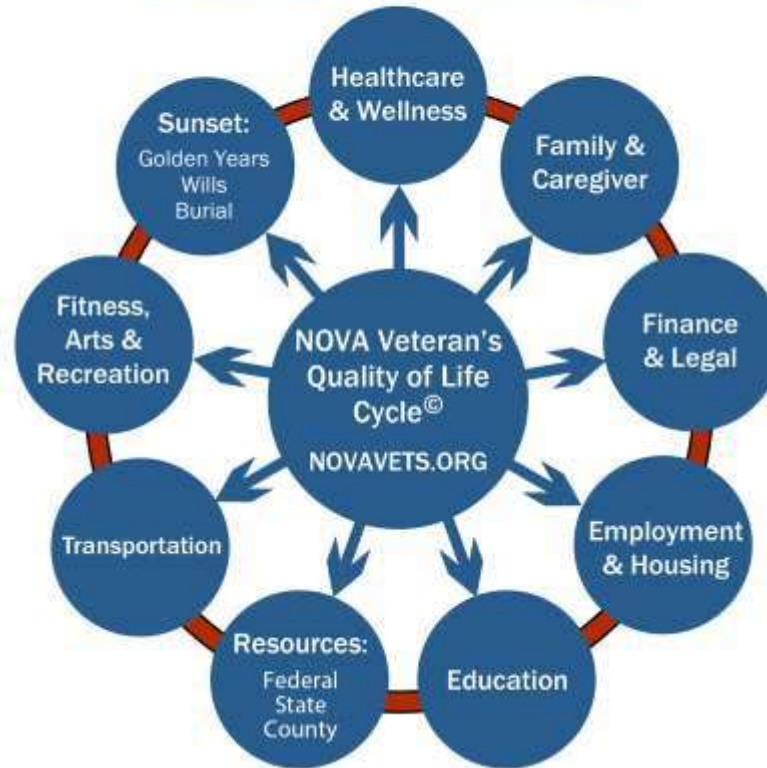 Healthcare
& Wellness
Family &
Caregiver
Finance
& Legal
Employment
& Housing
Education
Resources:
Federal
State
County
Transportation
Fitness,
Arts &
Recreation
Sunset:
Golden Years
Wills
Burial
NOVA Veteran's
Quality of Life
Cycle©
NOVAVETS.ORG